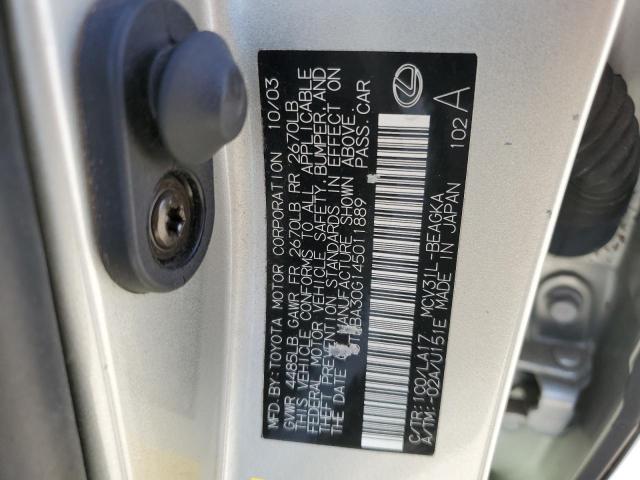 MFD. BY: TOYOTA MOTOR CORPORATION 10/03
GVWR 4485LB GAWR FR 2670LB RR 2670LB
THIS VEHICLE CONFORMS TO ALL APPLICABLE
FEDERAL MOTOR VEHICLE SAFETY, BUMPER, AND
THEFT PREVENTION STANDARDS IN EFFECT ON
THE DATE OF MANUFACTURE SHOWN ABOVE.
BA30G145011889 PASS. CAR
C/TR: 1C0/LA17 MCV31L-BEAGKA
A/TM: -02A/U151E MADE IN JAPAN 102 A